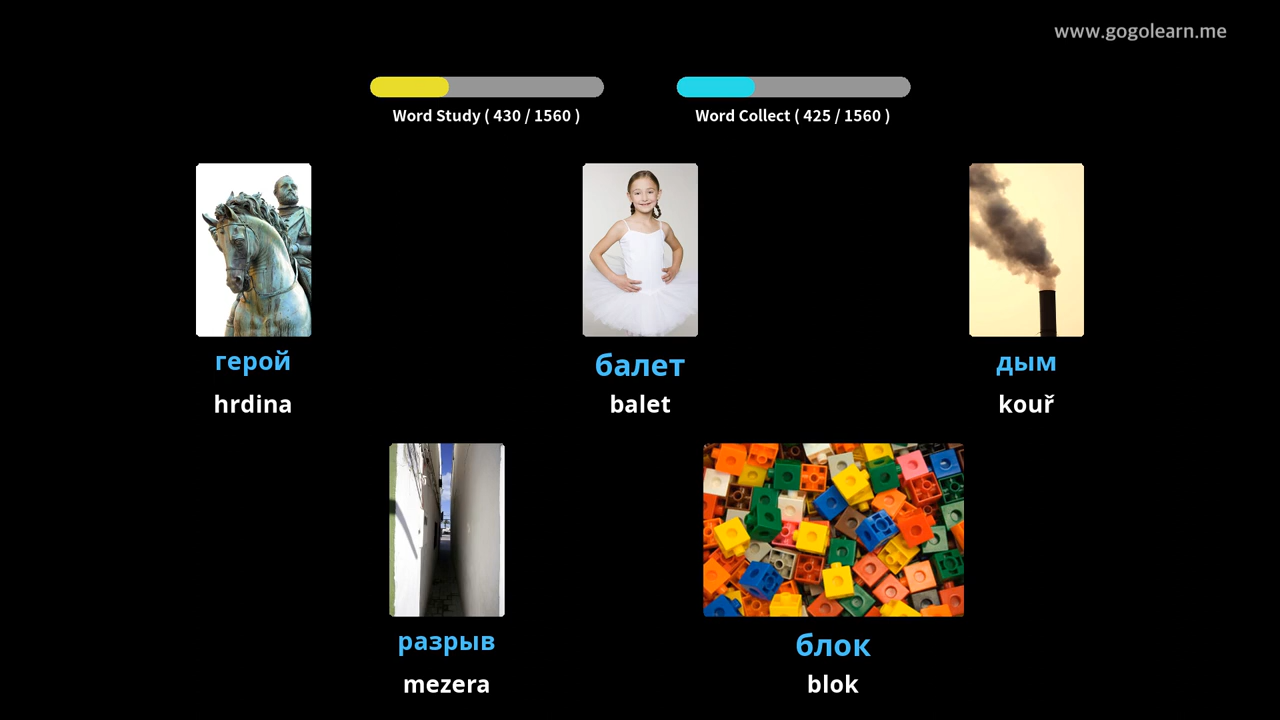 www.gogolearn.me
Word Study ( 430 / 1560 )
Word Collect ( 425 / 1560 )
герой
hrdina
балет
balet
дым
kouř
разрыв
mezera
блок
blok